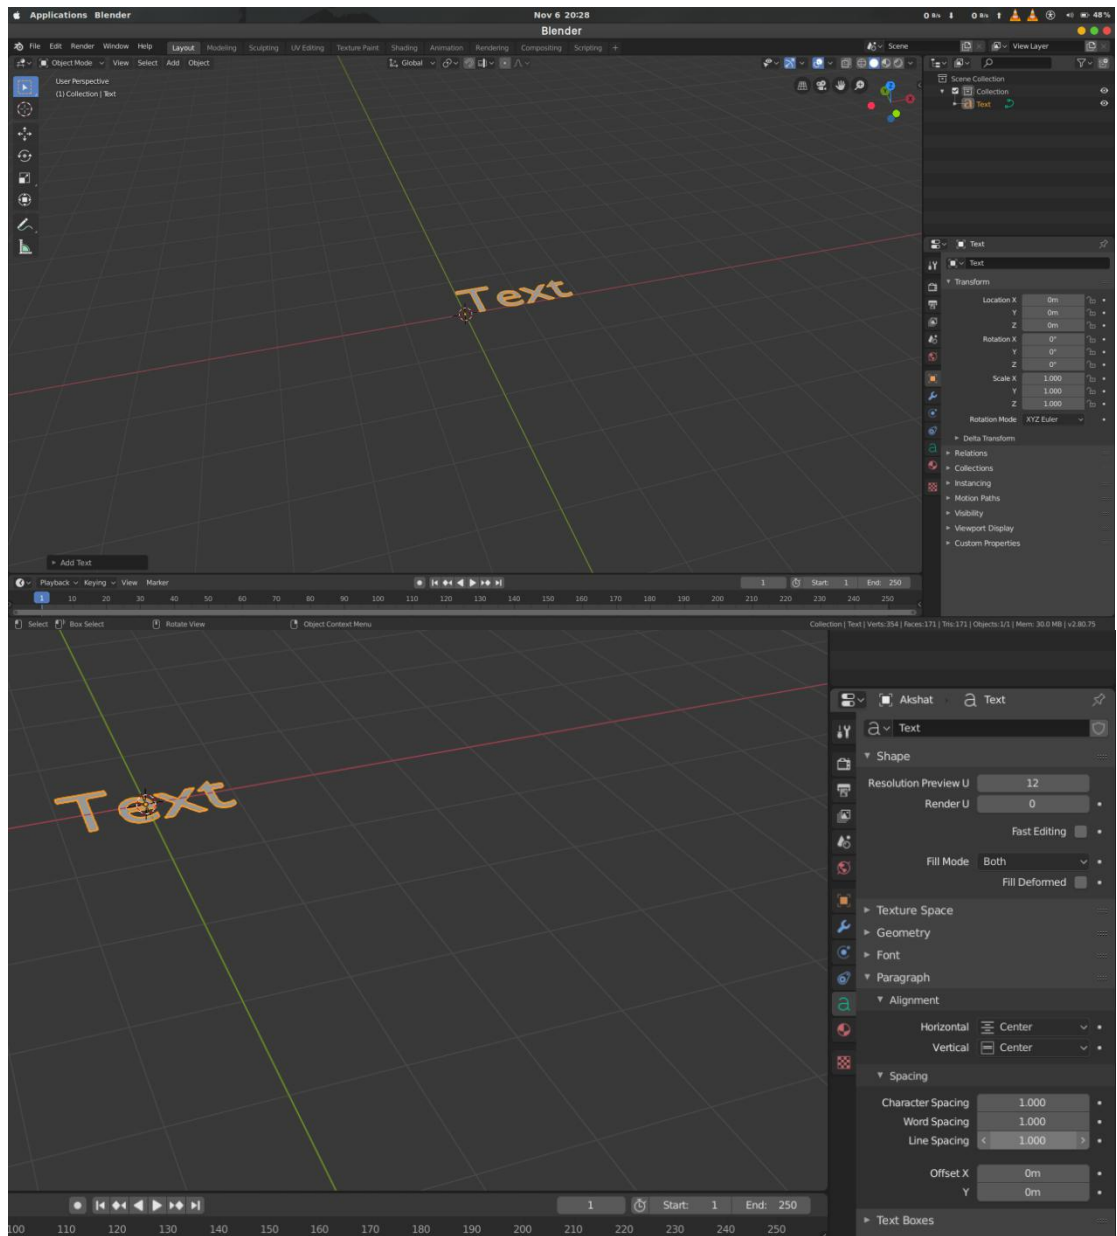 Applications Blender Nov 6 20:28 0 B/s 0 B/s 48%
Blender
File Edit Render Window Help Layout Modeling Sculpting UV Editing Texture Paint Shading Animation Rendering Compositing Scripting + Scene View Layer
Object Mode View Select Add Object Global
User Perspective
(1) Collection | Text
Scene Collection
Collection
Text
Text
Text
Text
Transform
Location X 0m
Y 0m
Z 0m
Rotation X 0°
Y 0°
Z 0°
Scale X 1.000
Y 1.000
Z 1.000
Rotation Mode XYZ Euler
Delta Transform
Relations
Collections
Instancing
Motion Paths
Visibility
Viewport Display
Custom Properties
Add Text
Playback Keying View Marker 1 Start: 1 End: 250
1 10 20 30 40 50 60 70 80 90 100 110 120 130 140 150 160 170 180 190 200 210 220 230 240 250
Select Box Select Rotate View Object Context Menu Collection | Text | Verts:354 | Faces:171 | Tris:171 | Objects:1/1 | Mem: 30.0 MB | v2.80.75
Akshat a Text
a Text
Shape
Resolution Preview U 12
Render U 0
Fast Editing
Fill Mode Both
Fill Deformed
Text
Texture Space
Geometry
Font
Paragraph
Alignment
Horizontal Center
Vertical Center
Spacing
Character Spacing 1.000
Word Spacing 1.000
Line Spacing 1.000
Offset X 0m
Y 0m
Text Boxes
1 Start: 1 End: 250
100 110 120 130 140 150 160 170 180 190 200 210 220 230 240 250